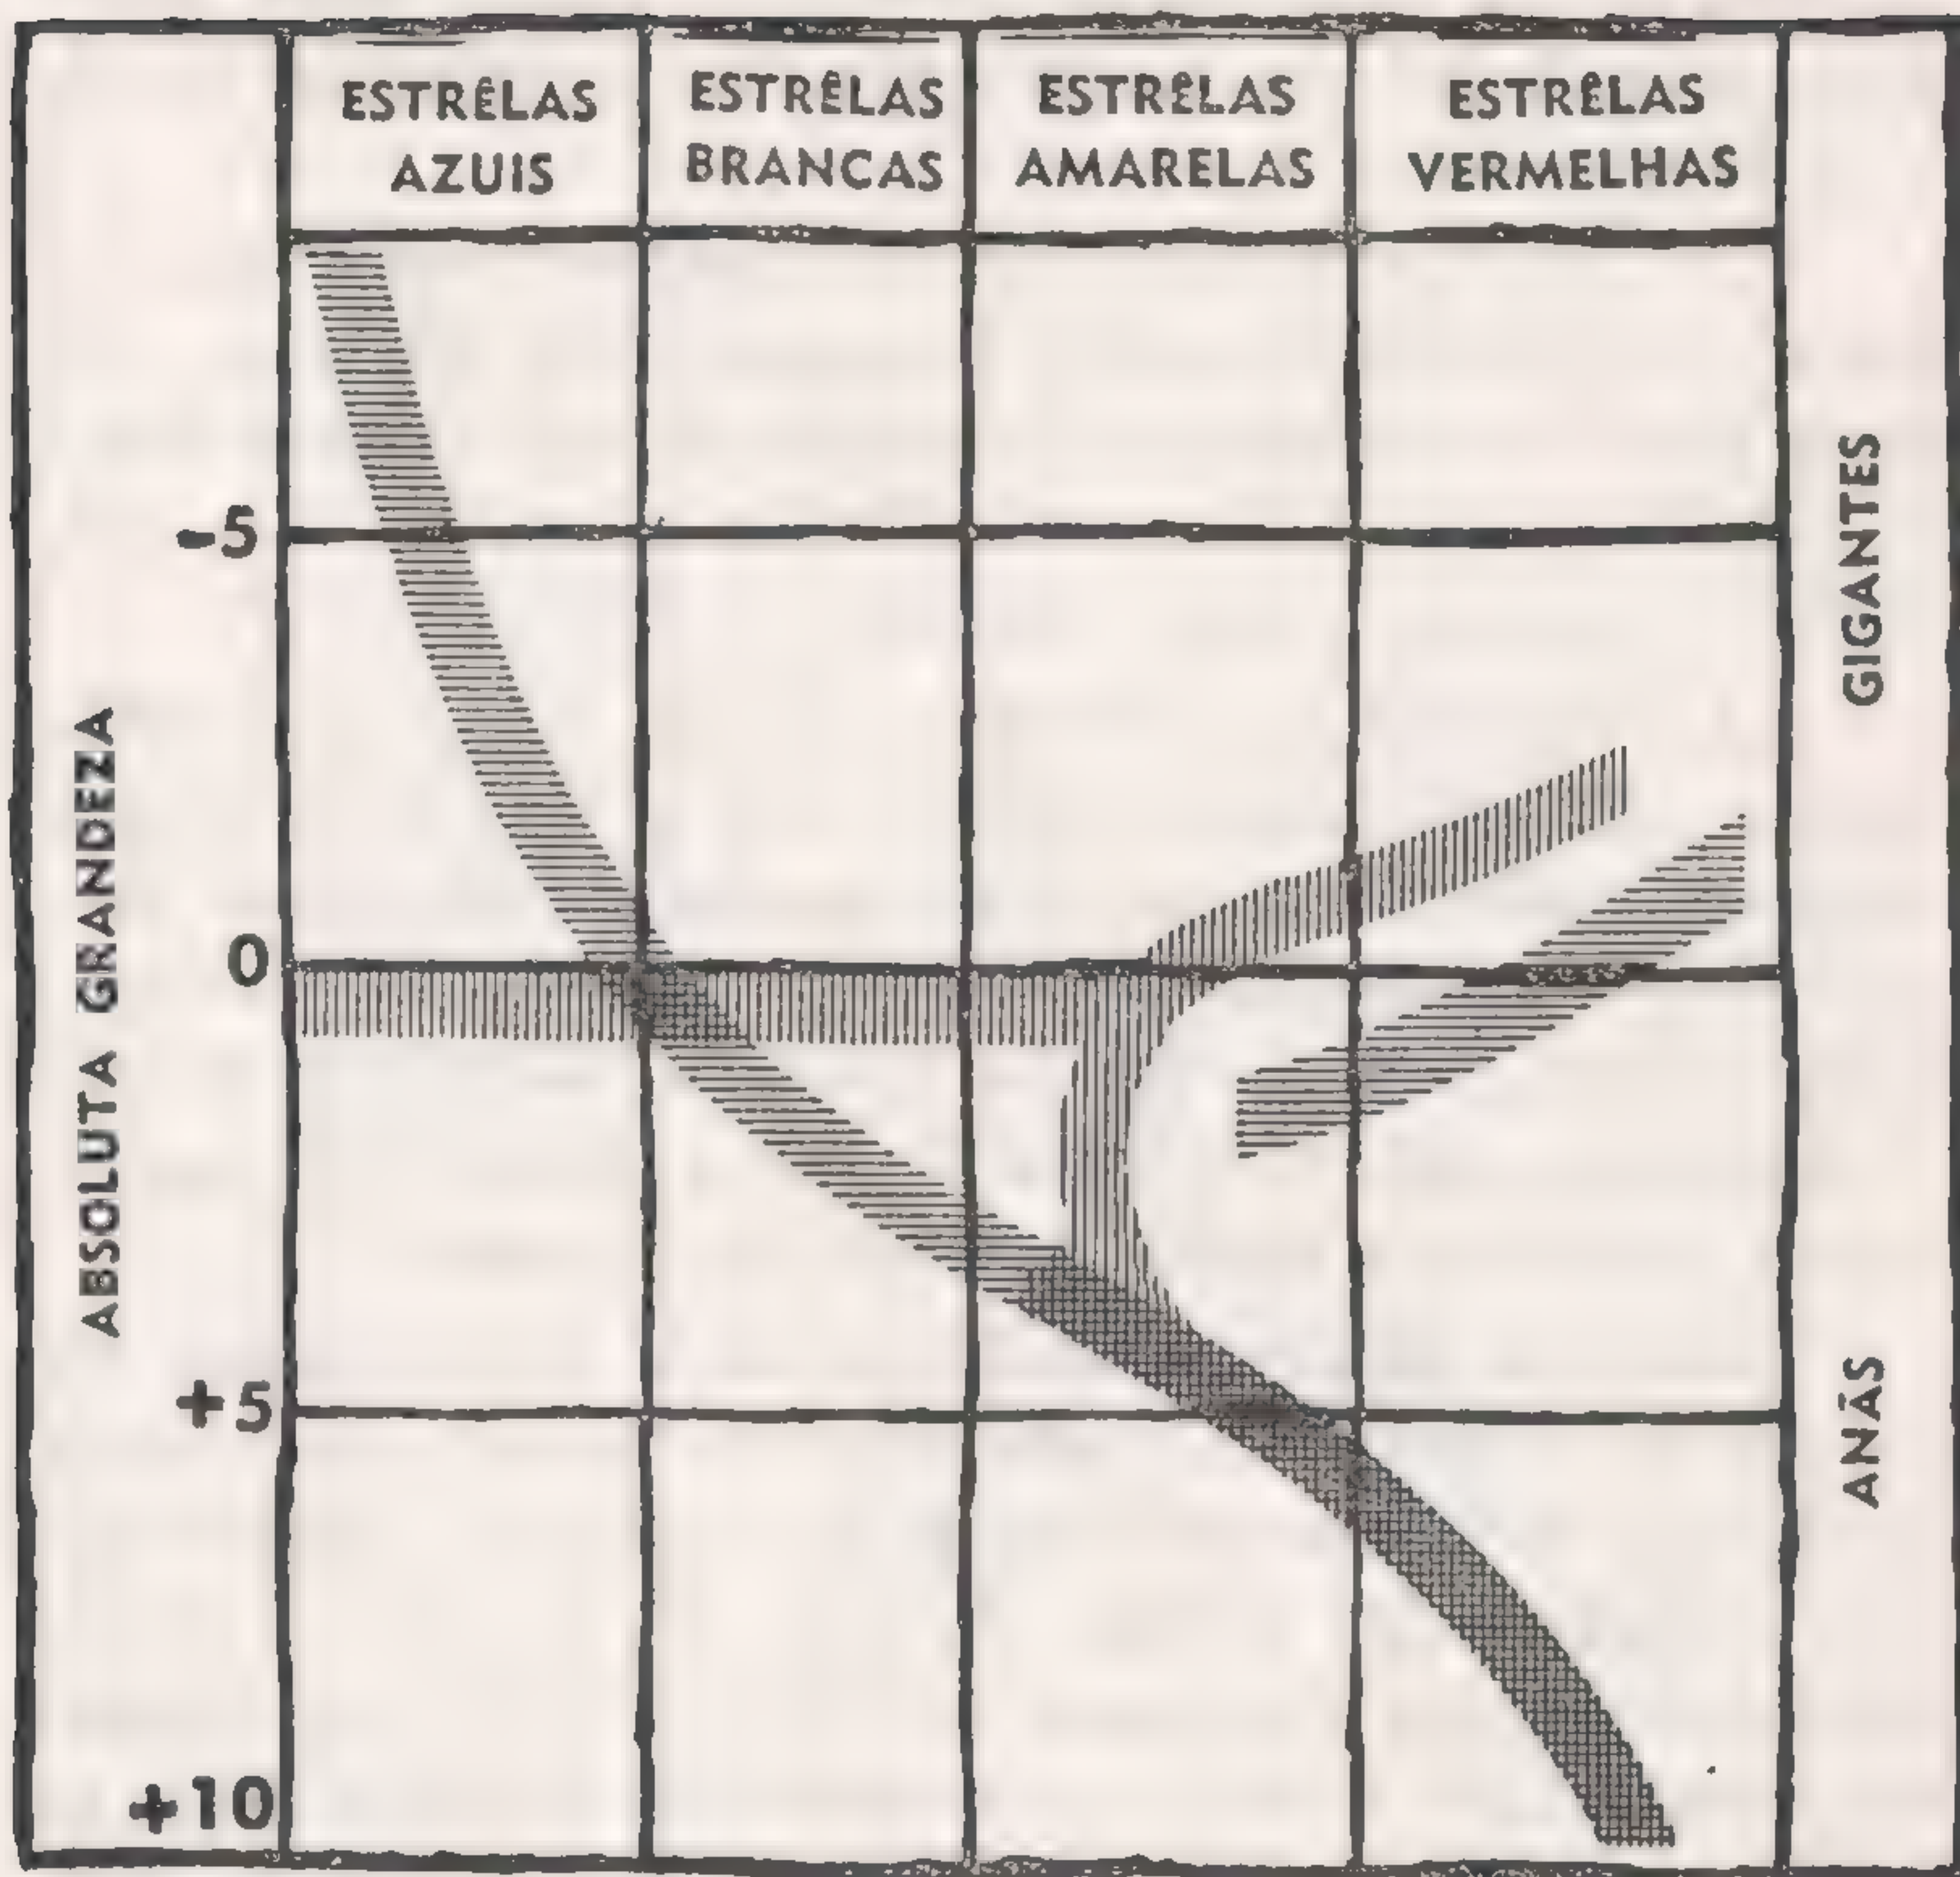 ESTRÊLAS
AZUIS
ESTRÊLAS
BRANCAS
ESTRÊLAS
AMARELAS
ESTRÊLAS
VERMELHAS
-5
0
+5
+10
ABSOLUTA GRANDEZA
GIGANTES
ANÃS